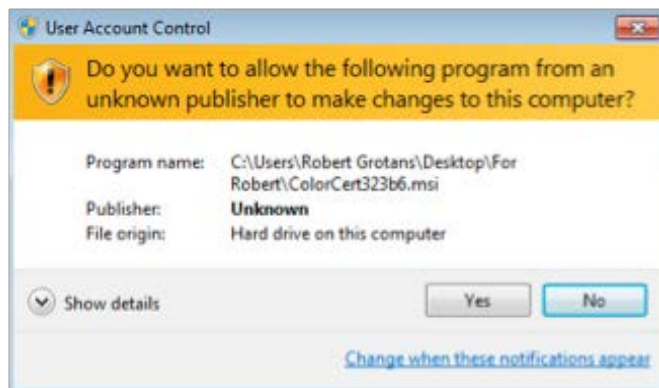 User Account Control
Do you want to allow the following program from an
unknown publisher to make changes to this computer?
Program name: C:\Users\Robert Grotans\Desktop\For
Robert\ColorCert323b6.msi
Publisher: Unknown
File origin: Hard drive on this computer
Show details
Yes
No
Change when these notifications appear